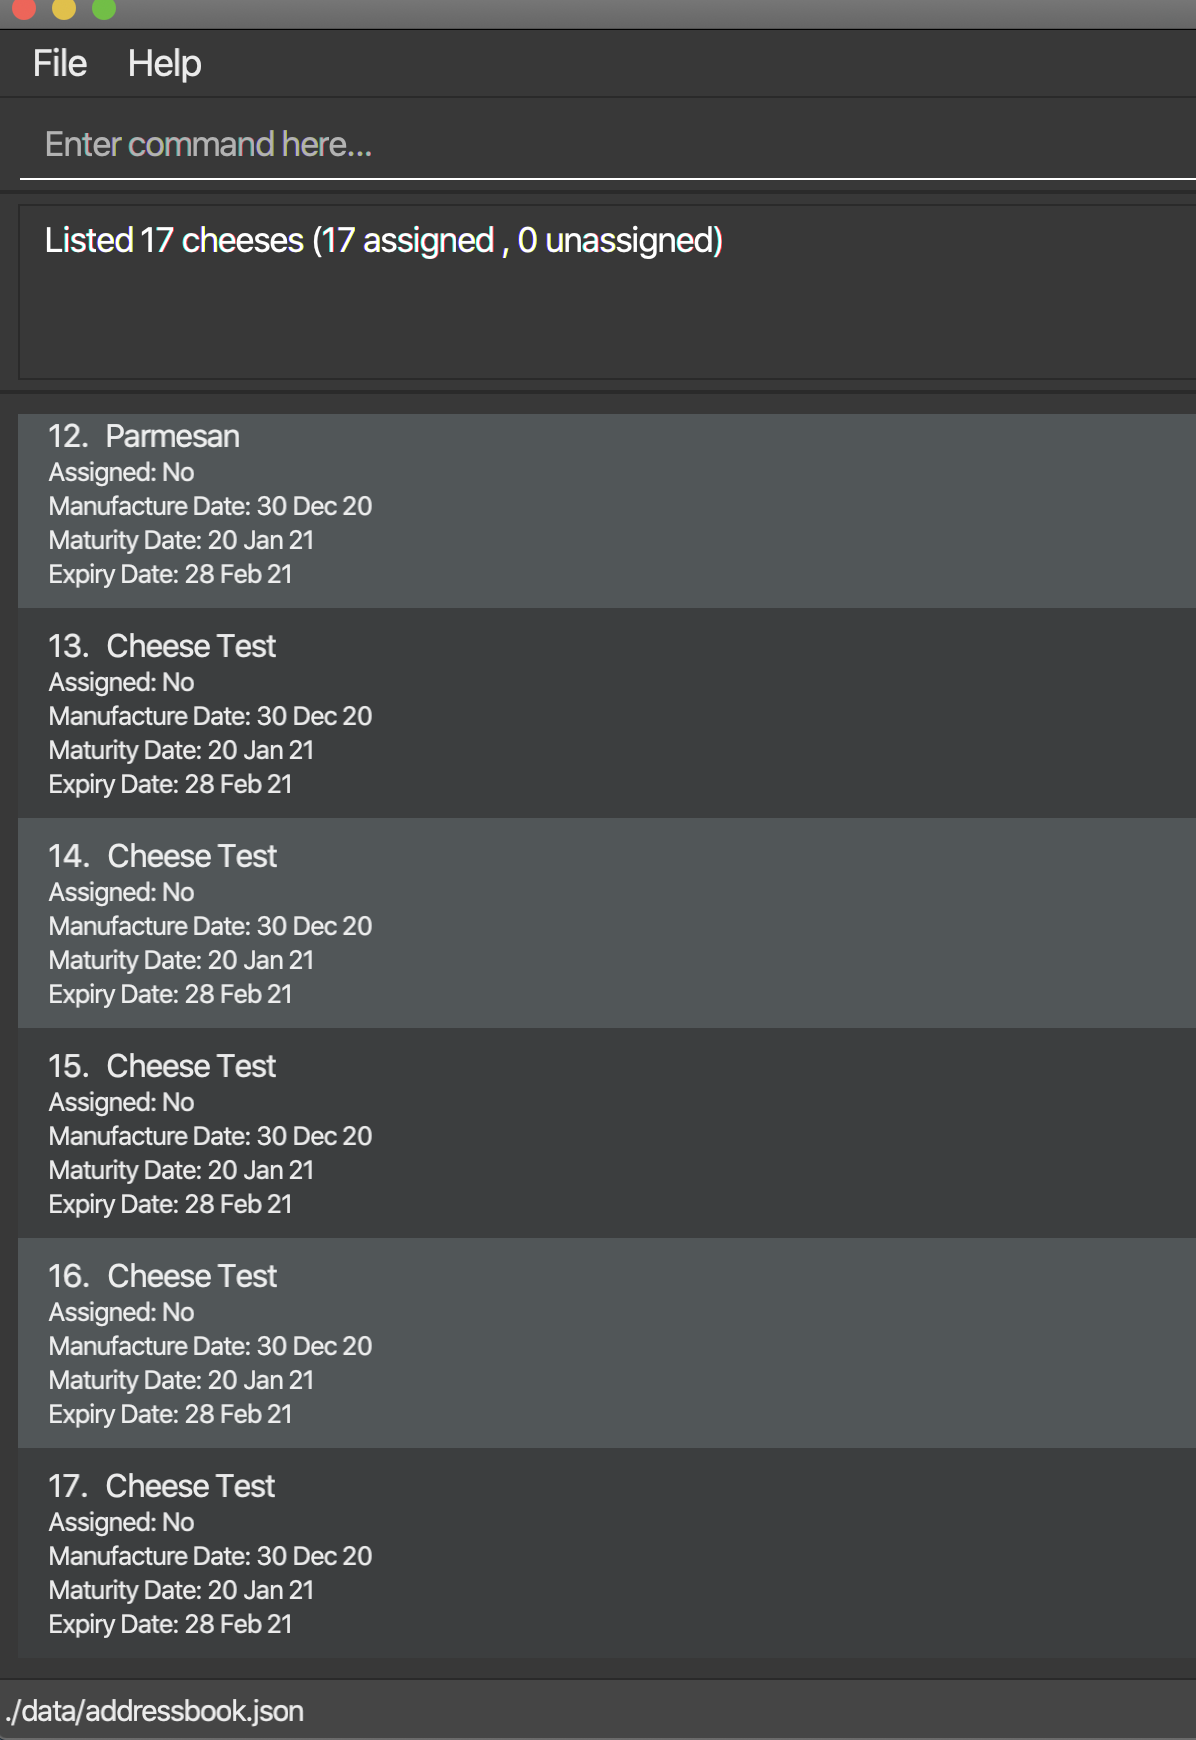 File Help
Enter command here...
Listed 17 cheeses (17 assigned , 0 unassigned)
12. Parmesan
Assigned: No
Manufacture Date: 30 Dec 20
Maturity Date: 20 Jan 21
Expiry Date: 28 Feb 21
13. Cheese Test
Assigned: No
Manufacture Date: 30 Dec 20
Maturity Date: 20 Jan 21
Expiry Date: 28 Feb 21
14. Cheese Test
Assigned: No
Manufacture Date: 30 Dec 20
Maturity Date: 20 Jan 21
Expiry Date: 28 Feb 21
15. Cheese Test
Assigned: No
Manufacture Date: 30 Dec 20
Maturity Date: 20 Jan 21
Expiry Date: 28 Feb 21
16. Cheese Test
Assigned: No
Manufacture Date: 30 Dec 20
Maturity Date: 20 Jan 21
Expiry Date: 28 Feb 21
17. Cheese Test
Assigned: No
Manufacture Date: 30 Dec 20
Maturity Date: 20 Jan 21
Expiry Date: 28 Feb 21
./data/addressbook.json